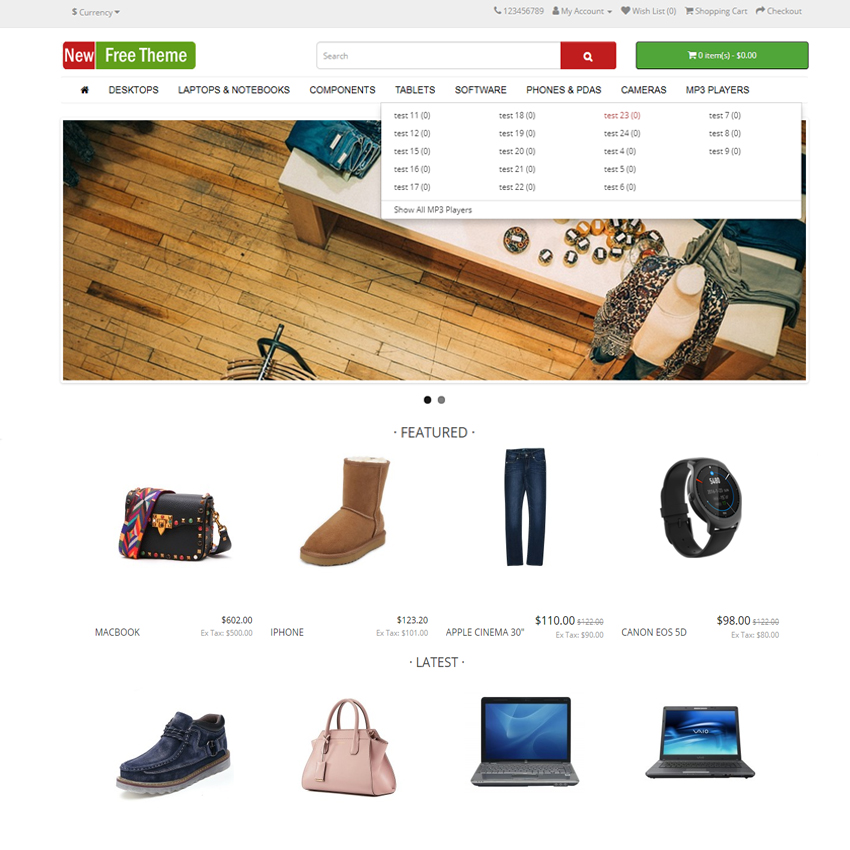 $ Currency
123456789 My Account Wish List (0) Shopping Cart Checkout
New Free Theme
Search
0 item(s) - $0.00
DESKTOPS LAPTOPS & NOTEBOOKS COMPONENTS TABLETS SOFTWARE PHONES & PDAS CAMERAS MP3 PLAYERS
test 11 (0) test 18 (0) test 23 (0) test 7 (0)
test 12 (0) test 19 (0) test 24 (0) test 8 (0)
test 15 (0) test 20 (0) test 4 (0) test 9 (0)
test 16 (0) test 21 (0) test 5 (0)
test 17 (0) test 22 (0) test 6 (0)
Show All MP3 Players
· FEATURED ·
MACBOOK
$602.00
Ex Tax: $500.00
IPHONE
$123.20
Ex Tax: $101.00
APPLE CINEMA 30"
$110.00 $122.00
Ex Tax: $90.00
CANON EOS 5D
$98.00 $122.00
Ex Tax: $80.00
· LATEST ·
VAIO